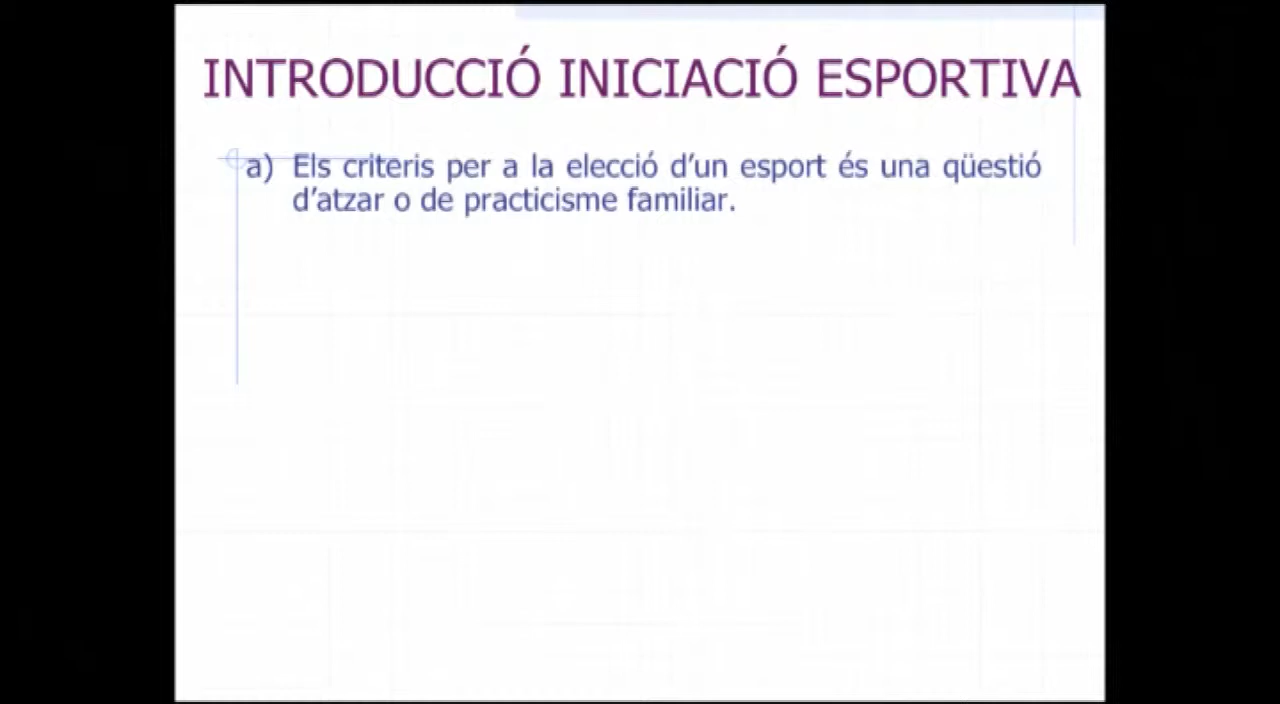 INTRODUCCIÓ INICIACIÓ ESPORTIVA
a) Els criteris per a la elecció d’un esport és una qüestió
d’atzar o de practicisme familiar.